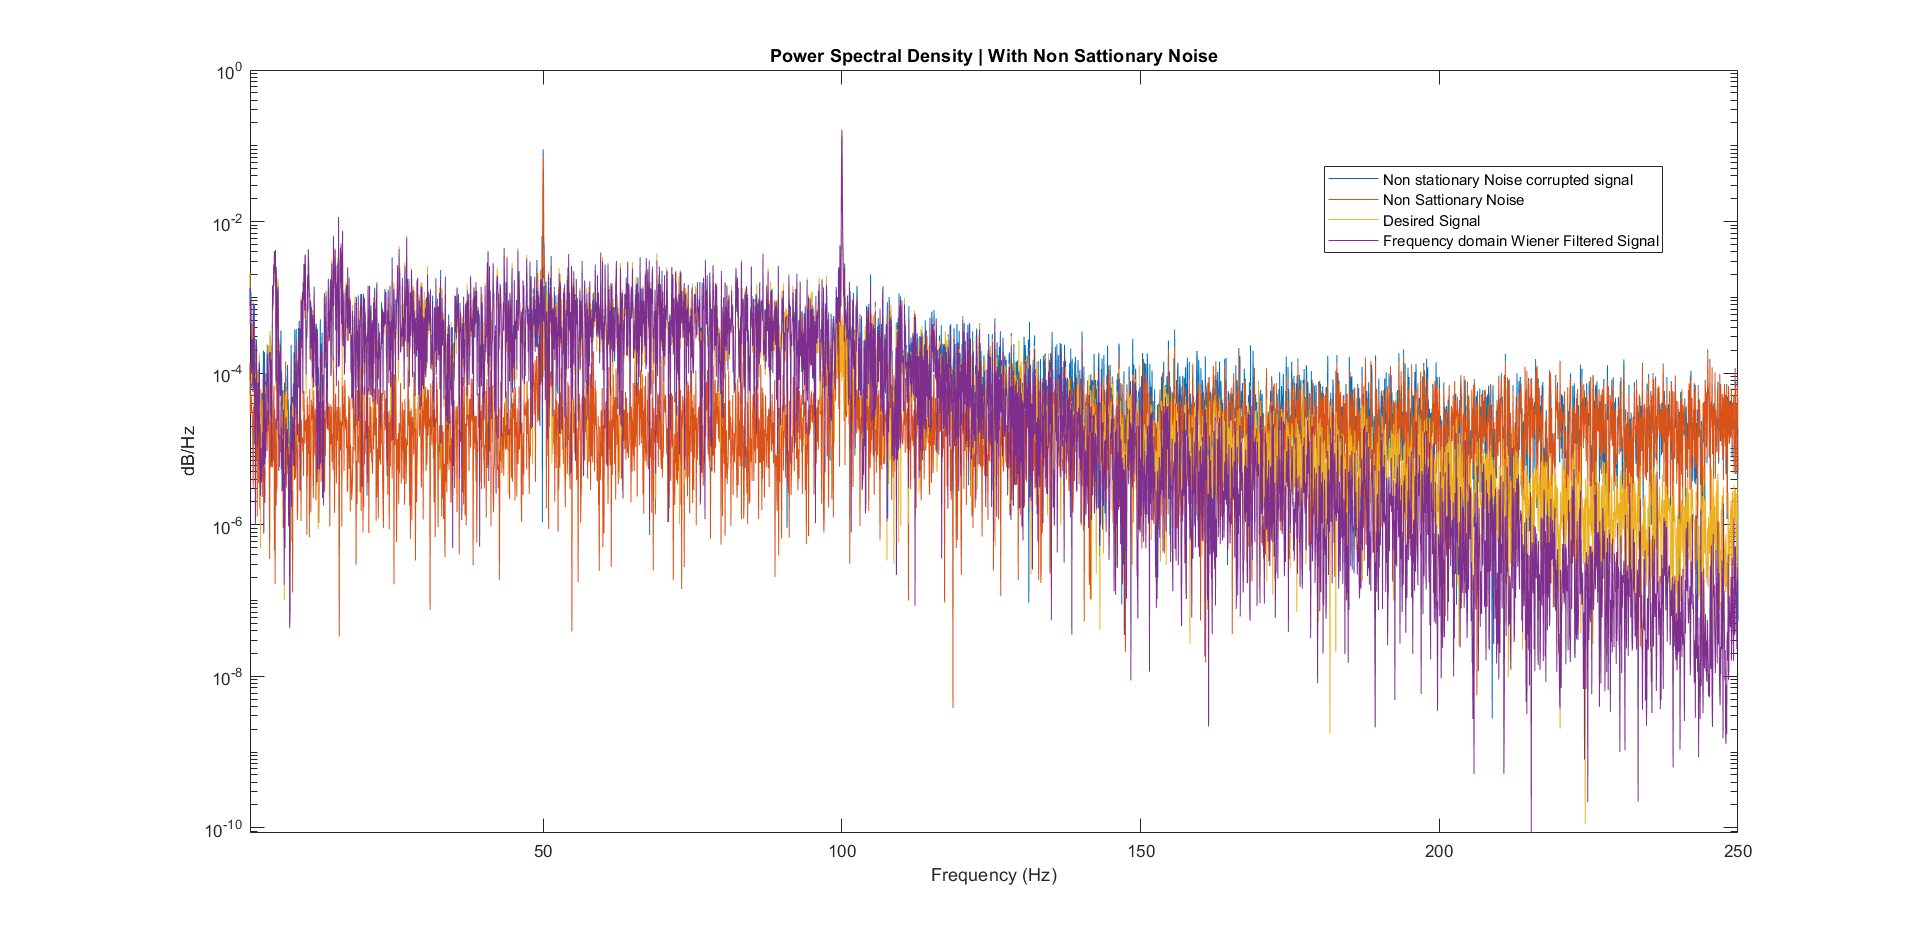 Power Spectral Density | With Non Sattionary Noise
10^0
10^-2
10^-4
10^-6
10^-8
10^-10
dB/Hz
Non stationary Noise corrupted signal
Non Sattionary Noise
Desired Signal
Frequency domain Wiener Filtered Signal
50 100 150 200 250
Frequency (Hz)